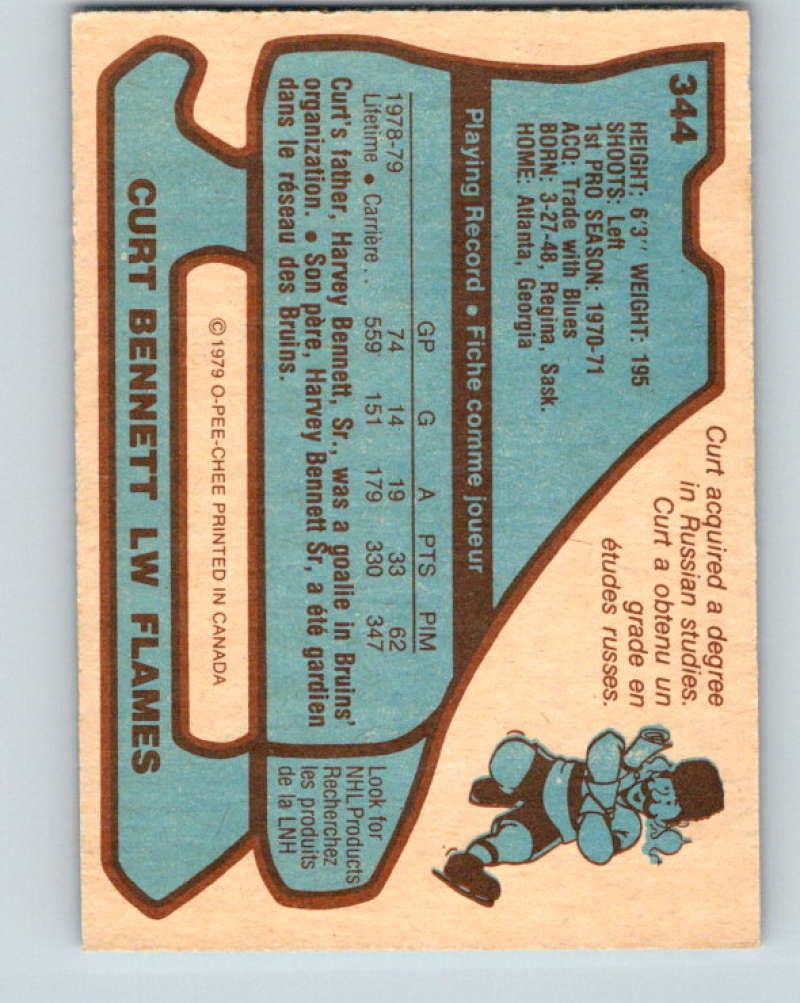 344
HEIGHT: 6'3" WEIGHT: 195
SHOOTS: Left
1st PRO SEASON: 1970-71
ACQ: Trade with Blues
BORN: 3-27-48, Regina, Sask.
HOME: Atlanta, Georgia
Curt acquired a degree
in Russian studies.
Curt a obtenu un
grade en
études russes.
Playing Record • Fiche comme joueur
GP G A PTS PIM
1978-79 74 14 19 33 62
Lifetime • Carrière .. 559 151 179 330 347
Curt's father, Harvey Bennett, Sr., was a goalie in Bruins'
organization. • Son père, Harvey Bennett Sr, a été gardien
dans le réseau des Bruins.
Look for
NHL Products
Recherchez
les produits
de la LNH
© 1979 O-PEE-CHEE PRINTED IN CANADA
CURT BENNETT LW FLAMES